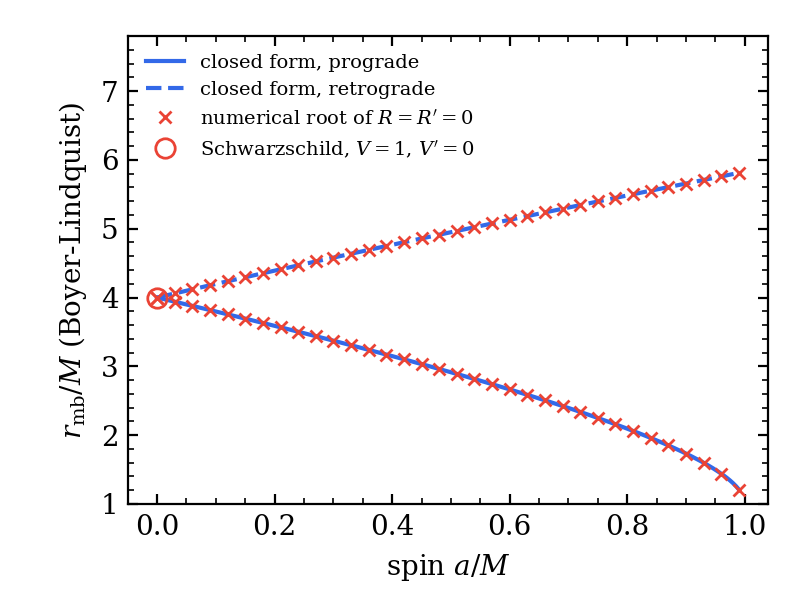 closed form, prograde
closed form, retrograde
numerical root of R = R′ = 0
Schwarzschild, V = 1, V′ = 0
r_mb/M (Boyer-Lindquist)
7
6
5
4
3
2
1
0.0 0.2 0.4 0.6 0.8 1.0
spin a/M